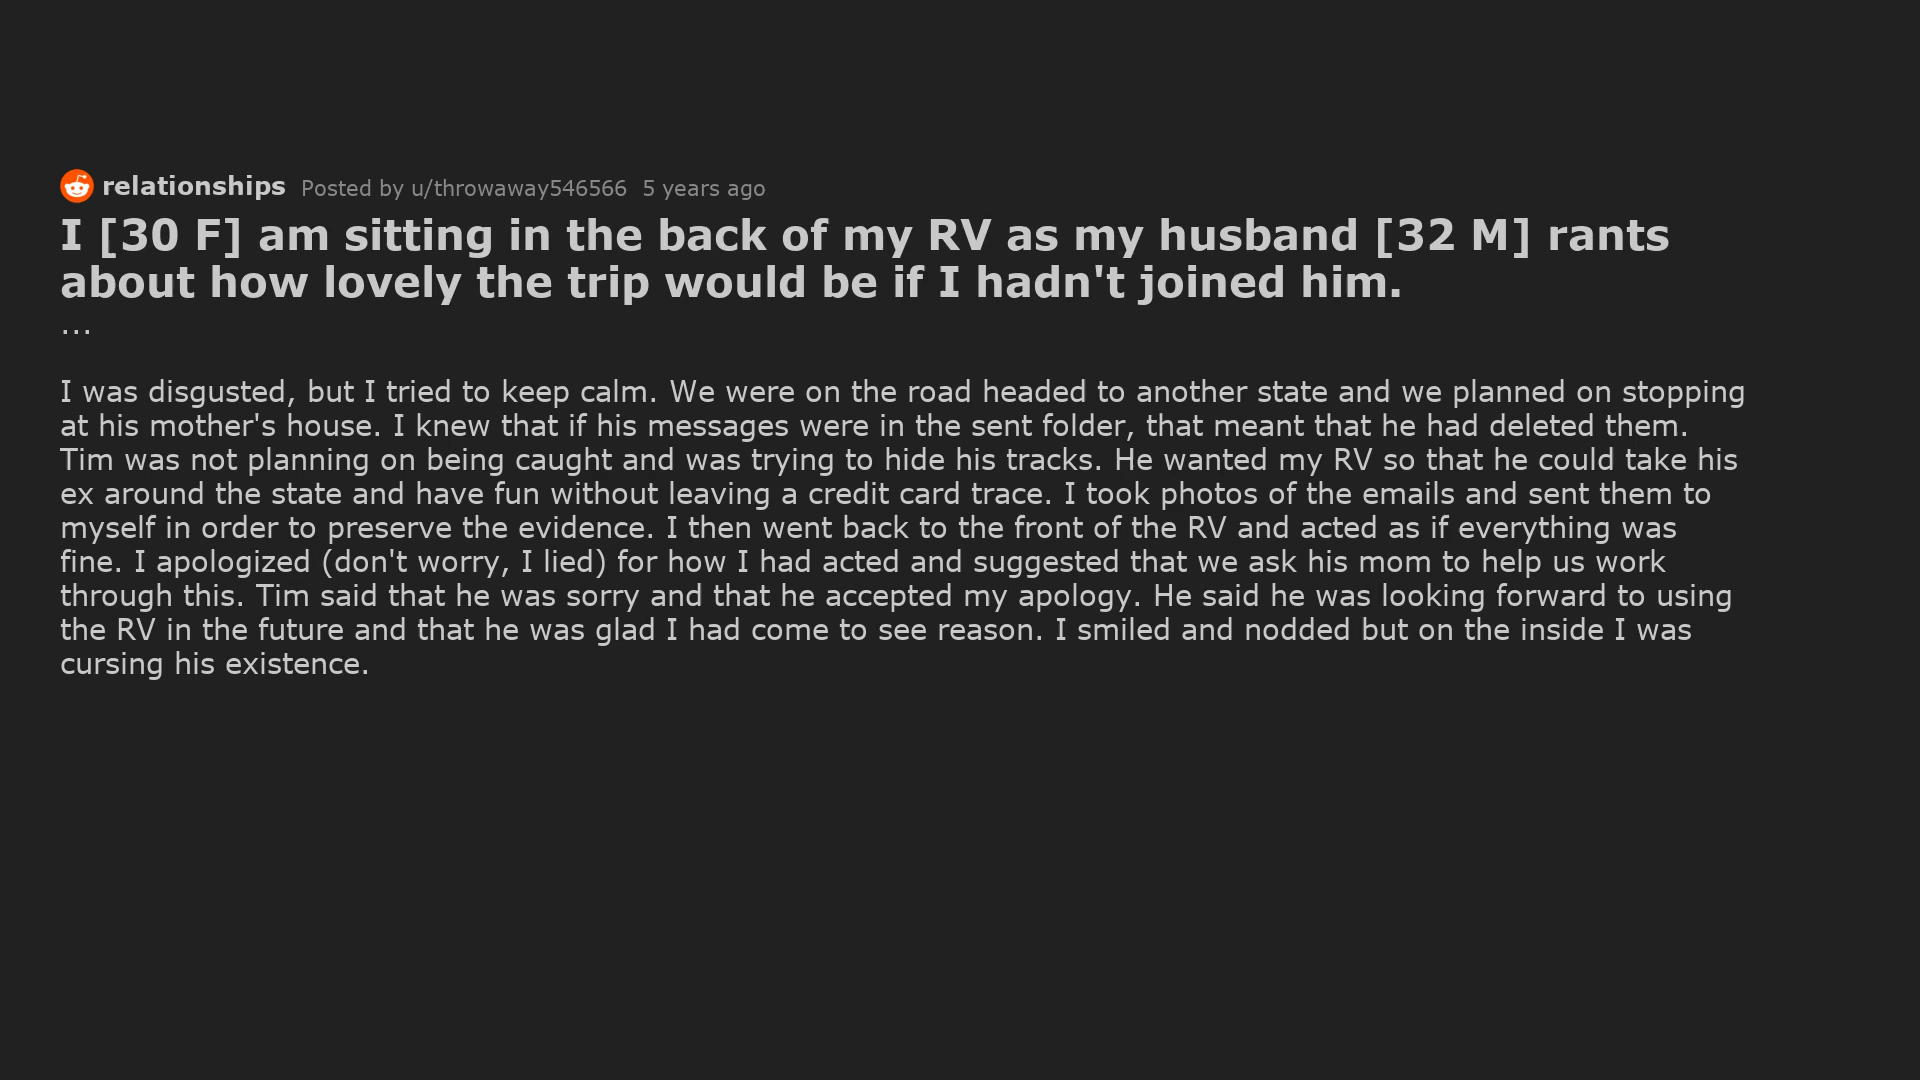 relationships Posted by u/throwaway546566 5 years ago
I [30 F] am sitting in the back of my RV as my husband [32 M] rants
about how lovely the trip would be if I hadn't joined him.
...
I was disgusted, but I tried to keep calm. We were on the road headed to another state and we planned on stopping
at his mother's house. I knew that if his messages were in the sent folder, that meant that he had deleted them.
Tim was not planning on being caught and was trying to hide his tracks. He wanted my RV so that he could take his
ex around the state and have fun without leaving a credit card trace. I took photos of the emails and sent them to
myself in order to preserve the evidence. I then went back to the front of the RV and acted as if everything was
fine. I apologized (don't worry, I lied) for how I had acted and suggested that we ask his mom to help us work
through this. Tim said that he was sorry and that he accepted my apology. He said he was looking forward to using
the RV in the future and that he was glad I had come to see reason. I smiled and nodded but on the inside I was
cursing his existence.